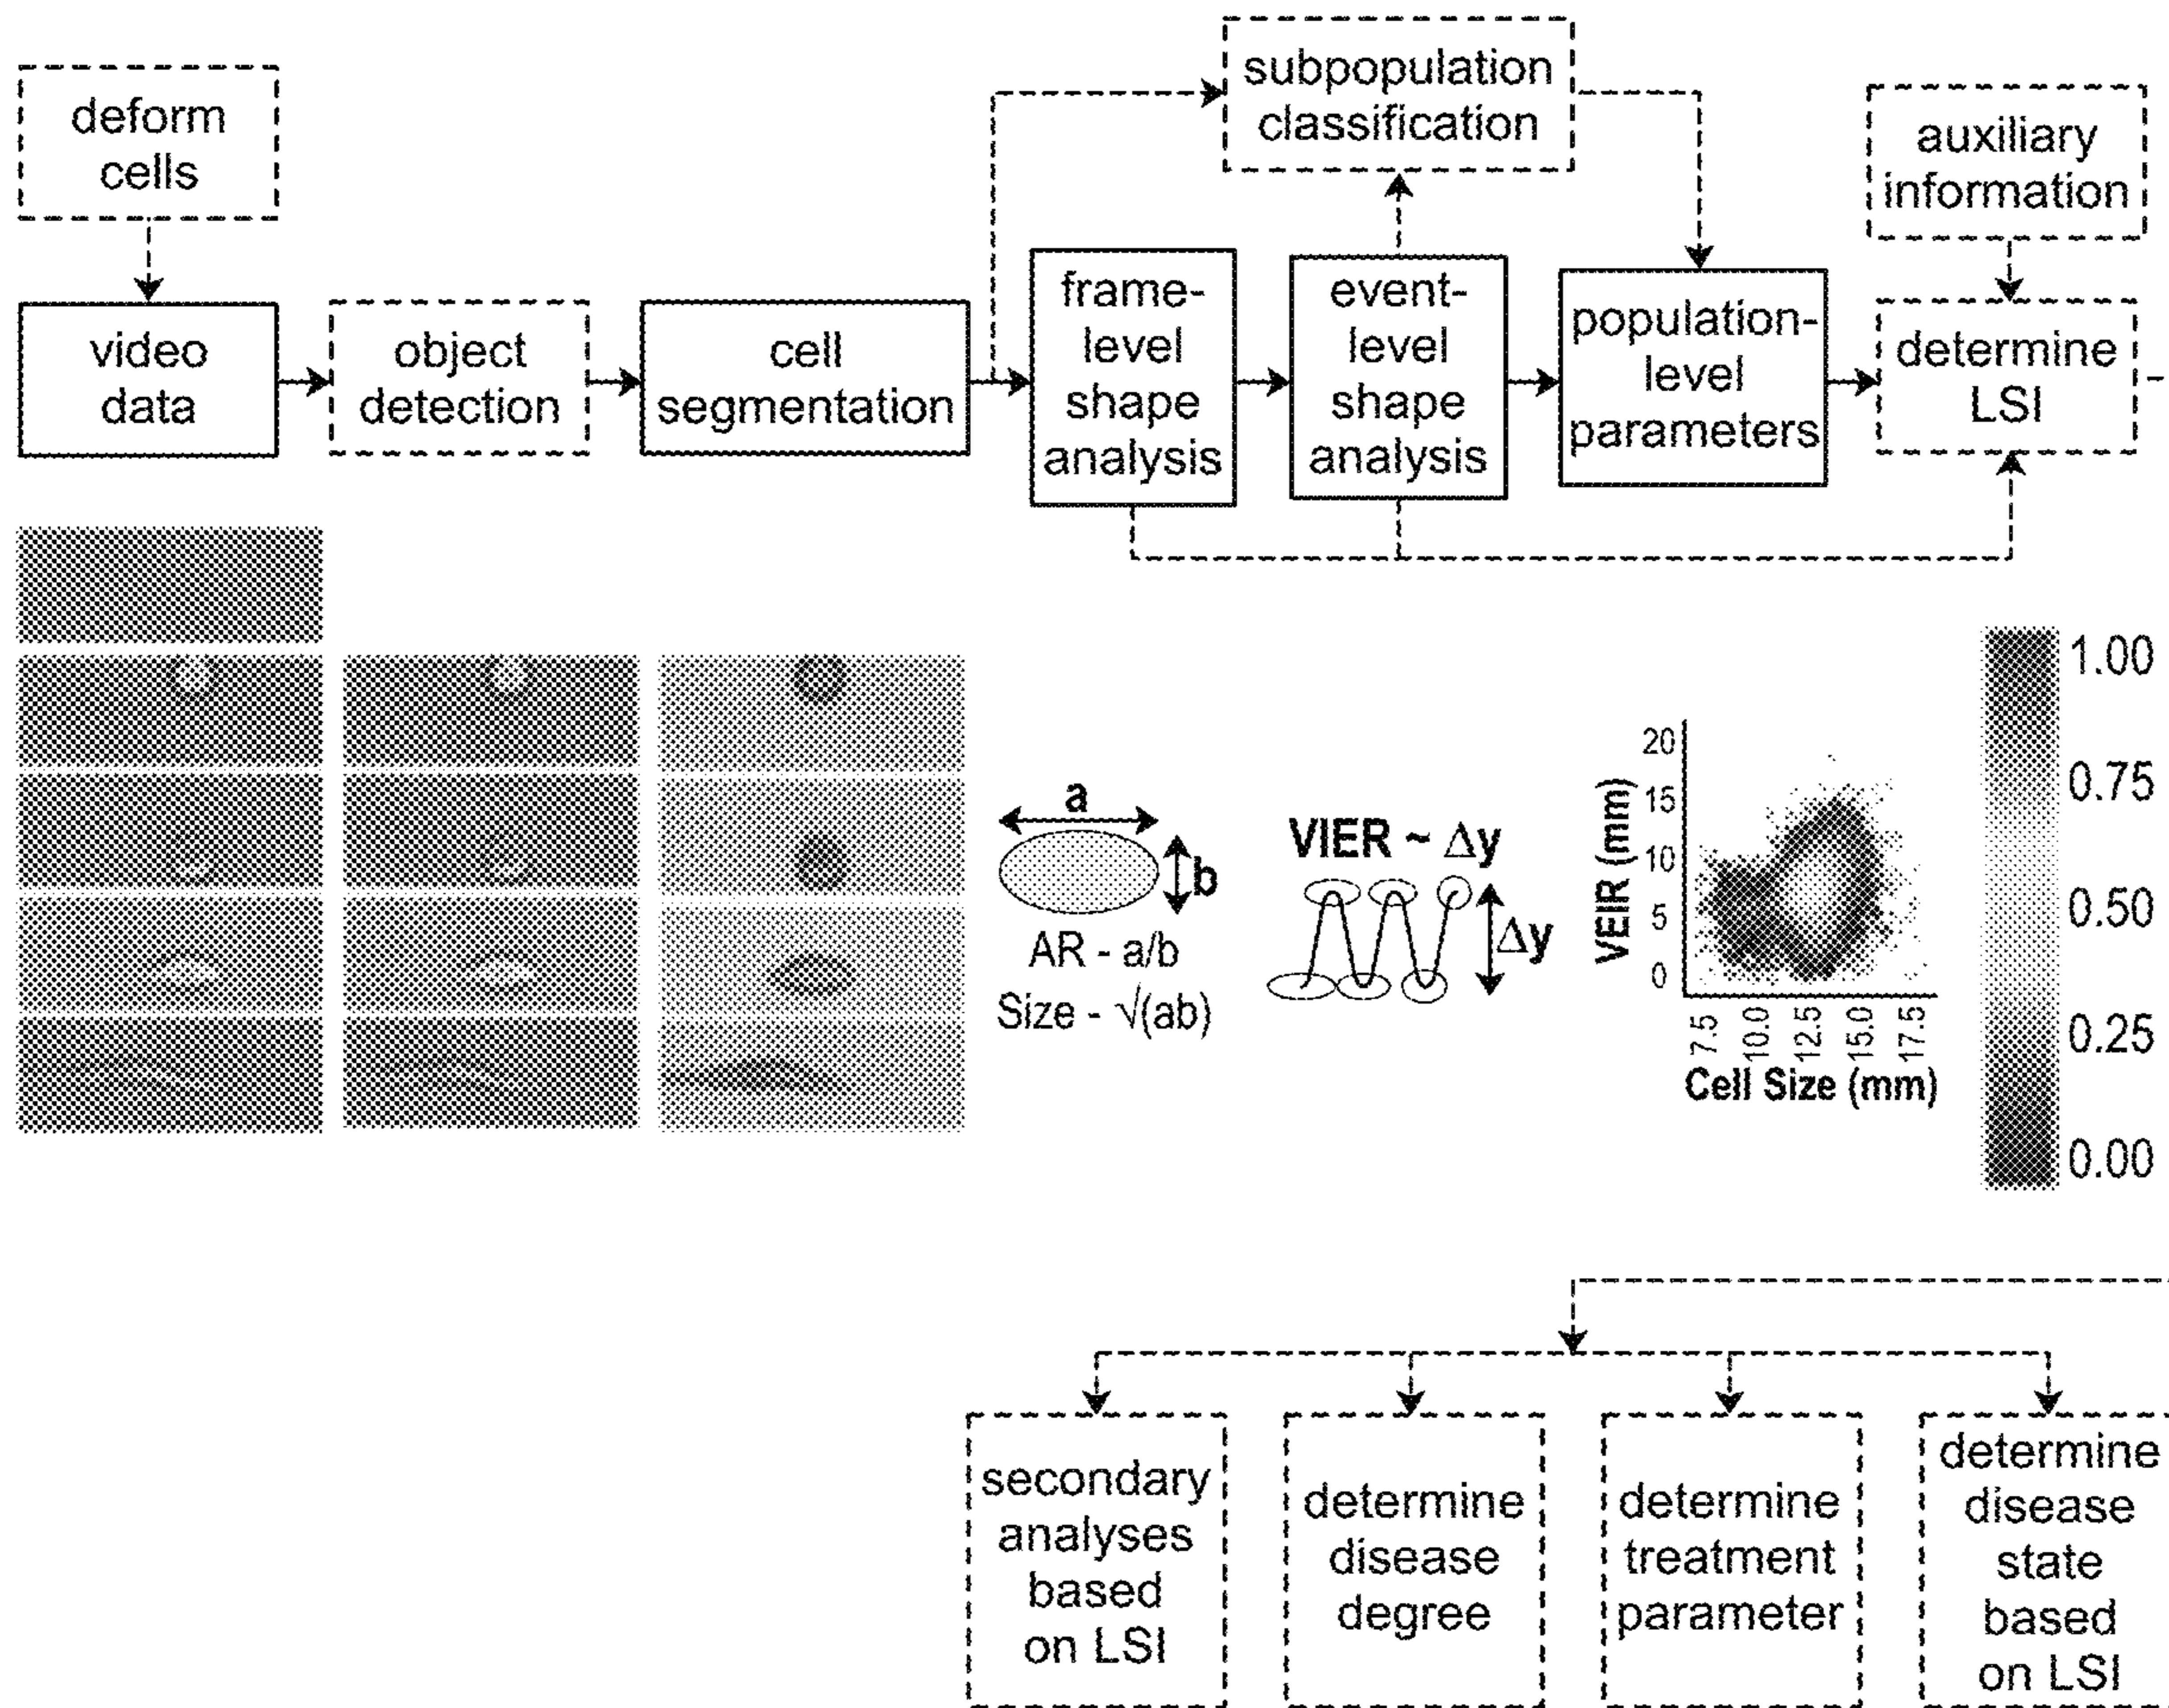 deform
cells
subpopulation
classification
auxiliary
information
video
data
object
detection
cell
segmentation
frame-
level
shape
analysis
event-
level
shape
analysis
population-
level
parameters
determine
LSI
a
b
AR - a/b
Size - √(ab)
VIER ~ Δy
Δy
VEIR (mm)
20
15
10
5
0
7.5
10.0
12.5
15.0
17.5
Cell Size (mm)
1.00
0.75
0.50
0.25
0.00
secondary
analyses
based
on LSI
determine
disease
degree
determine
treatment
parameter
determine
disease
state
based
on LSI